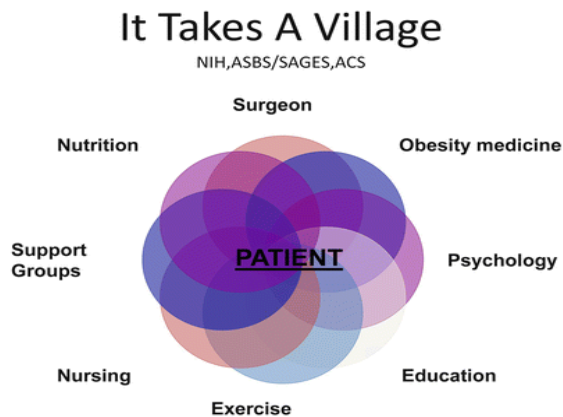 It Takes A Village
NIH,ASBS/SAGES,ACS
Surgeon
Nutrition
Obesity medicine
Support
Groups
PATIENT
Psychology
Nursing
Education
Exercise